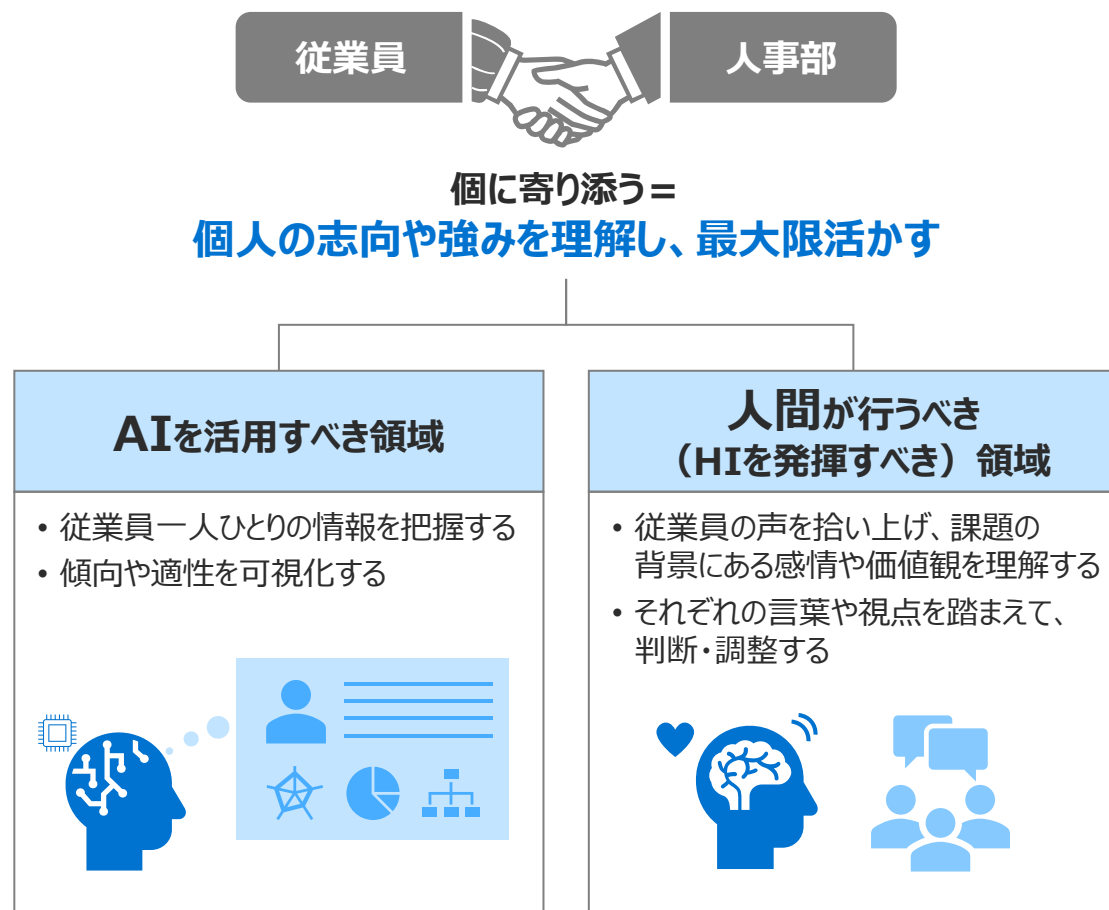 従業員
人事部
個に寄り添う＝
個人の志向や強みを理解し、最大限活かす
AIを活用すべき領域
• 従業員一人ひとりの情報を把握する
• 傾向や適性を可視化する
人間が行うべき
（HIを発揮すべき）領域
• 従業員の声を拾い上げ、課題の
背景にある感情や価値観を理解する
• それぞれの言葉や視点を踏まえて、
判断・調整する